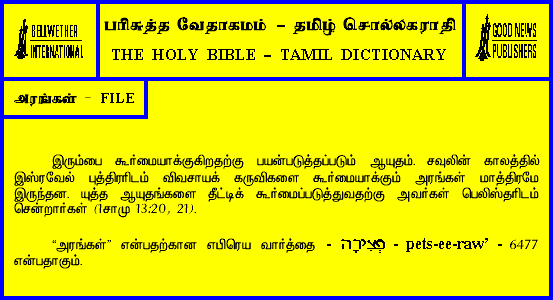 BELLWETHER
INTERNATIONAL
பரிசுத்த வேதாகமம் – தமிழ் சொல்லகராதி
THE HOLY BIBLE – TAMIL DICTIONARY
GOOD NEWS
PUBLISHERS
அரங்கள் – FILE
இரும்பை கூர்மையாக்குகிறதற்கு பயன்படுத்தப்படும் ஆயுதம். சவுலின் காலத்தில்
இஸ்ரவேல் புத்திரரிடம் விவசாயக் கருவிகளை கூர்மையாக்கும் அரங்கள் மாத்திரமே
இருந்தன. யுத்த ஆயுதங்களை தீட்டிக் கூர்மைப்படுத்துவதற்கு அவர்கள் பெலிஸ்தரிடம்
சென்றார்கள் (1சாமு 13:20, 21).
“அரங்கள்” என்பதற்கான எபிரெய வார்த்தை - פְּצִירָה - pets-ee-raw’ - 6477
என்பதாகும்.